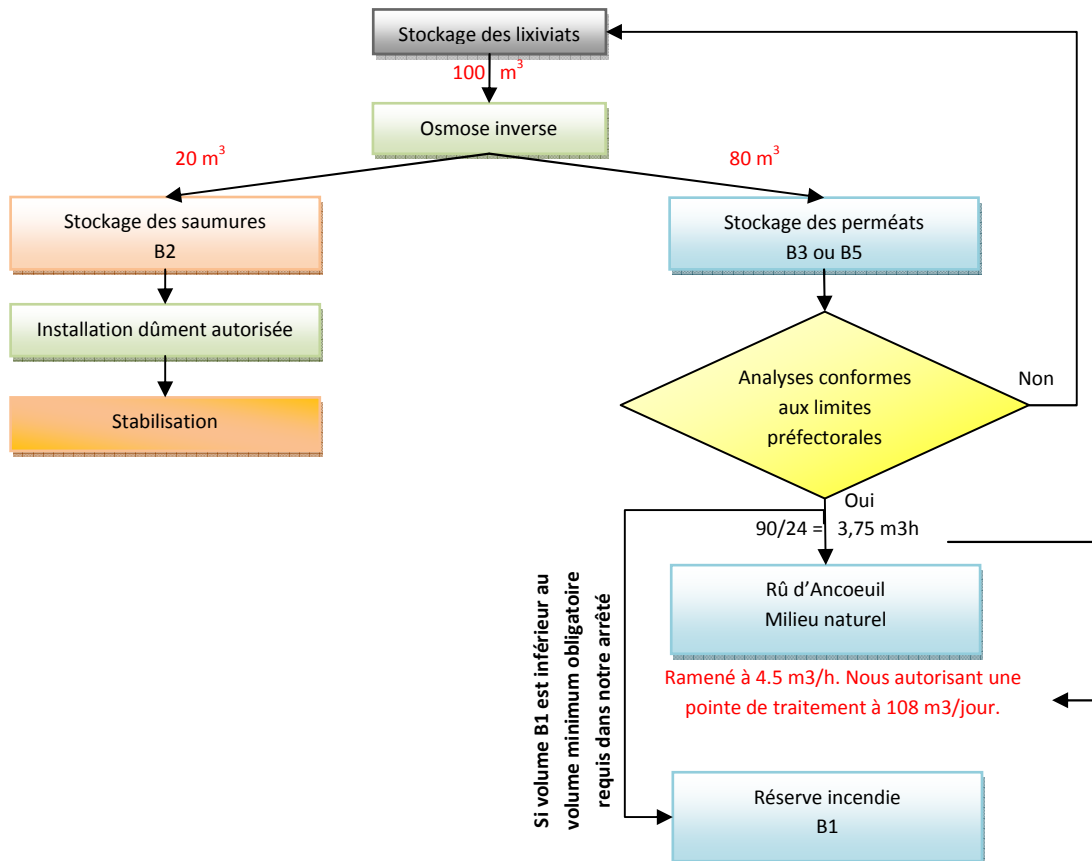 Stockage des lixiviats
100 m³
Osmose inverse
20 m³
80 m³
Stockage des saumures
B2
Stockage des perméats
B3 ou B5
Installation dûment autorisée
Stabilisation
Analyses conformes
aux limites
préfectorales
Non
Oui
90/24 = 3,75 m3h
Rû d’Ancoeuil
Milieu naturel
Ramené à 4.5 m3/h. Nous autorisant une
pointe de traitement à 108 m3/jour.
Si volume B1 est inférieur au
volume minimum obligatoire
requis dans notre arrêté
Réserve incendie
B1